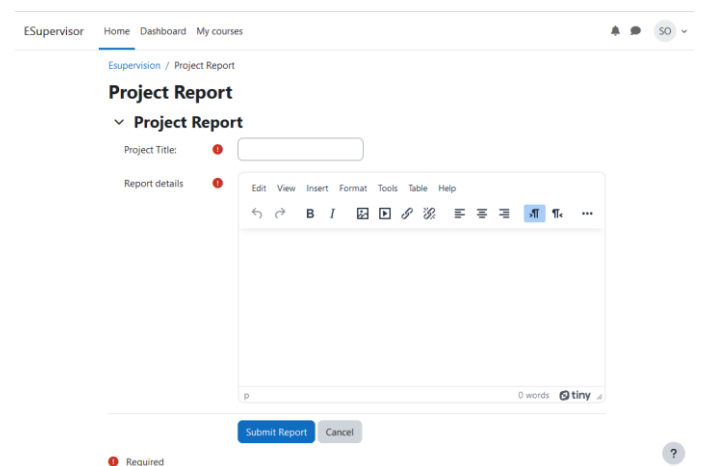 ESupervisor Home Dashboard My courses SO
Esupervision / Project Report
Project Report
Project Report
Project Title:
Report details
Edit View Insert Format Tools Table Help
B I
p 0 words tiny
Submit Report Cancel
Required
?